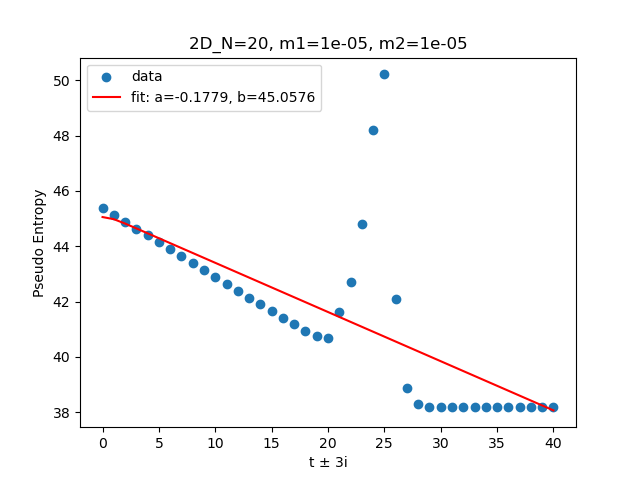 2D_N=20, m1=1e-05, m2=1e-05
data
fit: a=-0.1779, b=45.0576
Pseudo Entropy
50
48
46
44
42
40
38
0 5 10 15 20 25 30 35 40
t ± 3i